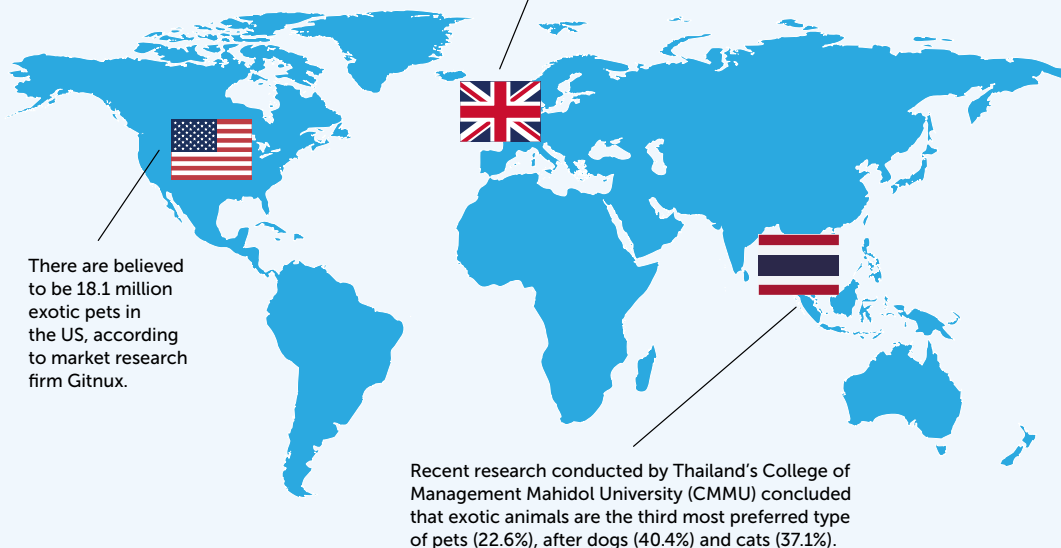 There are believed
to be 18.1 million
exotic pets in
the US, according
to market research
firm Gitnux.
Recent research conducted by Thailand's College of
Management Mahidol University (CMMU) concluded
that exotic animals are the third most preferred type
of pets (22.6%), after dogs (40.4%) and cats (37.1%).